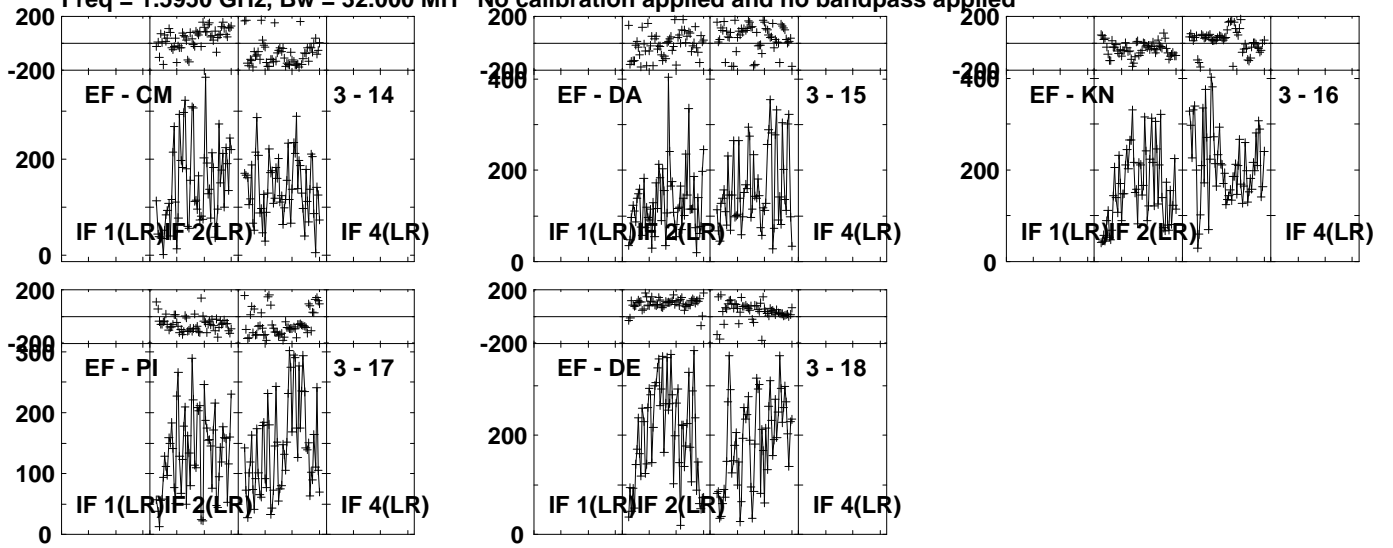 Freq = 1.5950 GHz, Bw = 32.000 MH No calibration applied and no bandpass applied
200 200 200
-200 -200 -200
400 400
EF - CM 3 - 14 EF - DA 3 - 15 EF - KN 3 - 16
200 200 200
IF 1(LR) IF 2(LR) IF 4(LR) IF 1(LR) IF 2(LR) IF 4(LR) IF 1(LR) IF 2(LR) IF 4(LR)
0 0 0
200 200
-200 -200
300
EF - PI 3 - 17 EF - DE 3 - 18
200 200
100
IF 1(LR) IF 2(LR) IF 4(LR) IF 1(LR) IF 2(LR) IF 4(LR)
0 0